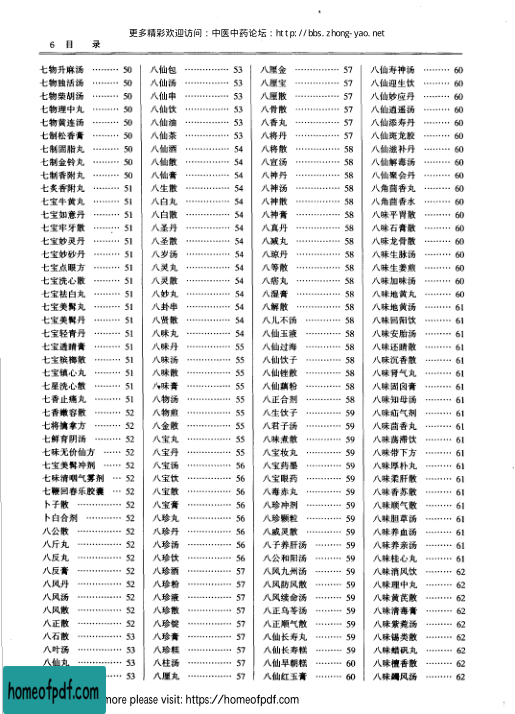 更多精彩欢迎访问：中医中药论坛：http://bbs.zhong-yao.net
6 目 录
七物升麻汤 ……… 50
七物独活汤 ……… 50
七物柴胡汤 ……… 50
七物理中丸 ……… 50
七物黄连汤 ……… 50
七制松香膏 ……… 50
七制固脂丸 ……… 50
七制金铃丸 ……… 50
七制香附丸 ……… 50
七炙香附丸 ……… 51
七宝牛黄丸 ……… 51
七宝如意丹 ……… 51
七宝牢牙散 ……… 51
七宝妙灵丹 ……… 51
七宝妙砂丹 ……… 51
七宝点眼方 ……… 51
七宝洗心散 ……… 51
七宝祛白丸 ……… 51
七宝美髯丸 ……… 51
七宝美髯丹 ……… 51
七宝轻青丹 ……… 51
七宝透睛膏 ……… 51
七宝槟榔散 ……… 51
七宝镇心丸 ……… 51
七星洗心散 ……… 51
七香止痛丸 ……… 51
七香嫩容散 ……… 52
七将擒拿方 ……… 52
七鲜育阴汤 ……… 52
七味无价仙方 …… 52
七宝美髯冲剂 …… 52
七味清咽气雾剂 … 52
七鞭回春乐胶囊 … 52
卜子散 …………… 52
卜白合剂 ………… 52
八公散 …………… 52
八斤丸 …………… 52
八反丸 …………… 52
八反膏 …………… 52
八风丹 …………… 52
八风汤 …………… 52
八风散 …………… 52
八正散 …………… 52
八石散 …………… 53
八叶汤 …………… 53
八仙丸 …………… 53
八仙包 …………… 53
八仙汤 …………… 53
八仙串 …………… 53
八仙饮 …………… 53
八仙油 …………… 53
八仙茶 …………… 53
八仙酒 …………… 54
八仙散 …………… 54
八仙膏 …………… 54
八生散 …………… 54
八白丸 …………… 54
八白散 …………… 54
八圣丹 …………… 54
八圣散 …………… 54
八岁汤 …………… 54
八灵丸 …………… 54
八灵散 …………… 54
八妙丸 …………… 54
八卦串 …………… 54
八贤散 …………… 54
八味丸 …………… 54
八味丹 …………… 55
八味汤 …………… 55
八味散 …………… 55
八味膏 …………… 55
八物汤 …………… 55
八物煎 …………… 55
八金散 …………… 55
八宝丸 …………… 55
八宝丹 …………… 55
八宝汤 …………… 56
八宝饮 …………… 56
八宝散 …………… 56
八宝膏 …………… 56
八珍丸 …………… 56
八珍丹 …………… 56
八珍汤 …………… 56
八珍饮 …………… 56
八珍酒 …………… 57
八珍粉 …………… 57
八珍液 …………… 57
八珍散 …………… 57
八珍锭 …………… 57
八珍膏 …………… 57
八珍糕 …………… 57
八柱汤 …………… 57
八厘丸 …………… 57
八厘金 …………… 57
八厘宝 …………… 57
八厘散 …………… 57
八骨散 …………… 57
八香丸 …………… 57
八将丹 …………… 57
八将散 …………… 58
八宣汤 …………… 58
八神丹 …………… 58
八神汤 …………… 58
八神散 …………… 58
八神膏 …………… 58
八真丹 …………… 58
八减丸 …………… 58
八琼丹 …………… 58
八等散 …………… 58
八痞丸 …………… 58
八湿膏 …………… 58
八解散 …………… 58
八儿不汤 ………… 58
八仙玉液 ………… 58
八仙过海 ………… 58
八仙饮子 ………… 58
八仙锉散 ………… 58
八仙藕粉 ………… 58
八正合剂 ………… 58
八生饮子 ………… 59
八君子汤 ………… 59
八味煮散 ………… 59
八宝妆丸 ………… 59
八宝药墨 ………… 59
八宝眼药 ………… 59
八毒赤丸 ………… 59
八珍冲剂 ………… 59
八珍颗粒 ………… 59
八威灵散 ………… 59
八子养肝汤 ……… 59
八公和阳汤 ……… 59
八风九州汤 ……… 59
八风防风散 ……… 59
八风续命汤 ……… 59
八正乌苓汤 ……… 59
八正顺气散 ……… 59
八仙长寿丸 ……… 59
八仙长寿糕 ……… 59
八仙早朝糕 ……… 60
八仙红玉膏 ……… 60
八仙寿神汤 ……… 60
八仙迎生饮 ……… 60
八仙妙应丹 ……… 60
八仙逍遥汤 ……… 60
八仙添寿丹 ……… 60
八仙斑龙胶 ……… 60
八仙滋补丹 ……… 60
八仙解毒汤 ……… 60
八仙聚会丹 ……… 60
八角茴香丸 ……… 60
八角茴香水 ……… 60
八味平胃散 ……… 60
八味石膏散 ……… 60
八味龙骨散 ……… 60
八味生脉汤 ……… 60
八味生姜煎 ……… 60
八味加味汤 ……… 60
八味地黄丸 ……… 60
八味地黄汤 ……… 61
八味回阳饮 ……… 61
八味安胎汤 ……… 61
八味还睛散 ……… 61
八味沉香散 ……… 61
八味肾气丸 ……… 61
八味固囟膏 ……… 61
八味知母汤 ……… 61
八味疝气剂 ……… 61
八味茴香丸 ……… 61
八味荡滞饮 ……… 61
八味带下方 ……… 61
八味厚朴丸 ……… 61
八味柔肝散 ……… 61
八味香苏散 ……… 61
八味顺气散 ……… 61
八味胆草汤 ……… 61
八味养血汤 ……… 61
八味养亲汤 ……… 61
八味桂心丸 ……… 61
八味消风饮 ……… 62
八味理中丸 ……… 62
八味黄芪散 ……… 62
八味清毒膏 ……… 62
八味紫菀汤 ……… 62
八味锡类散 ……… 62
八味蜡矾丸 ……… 62
八味檀香散 ……… 62
八味蠲风汤 ……… 62
homeofpdf.com
more please visit: https://homeofpdf.com